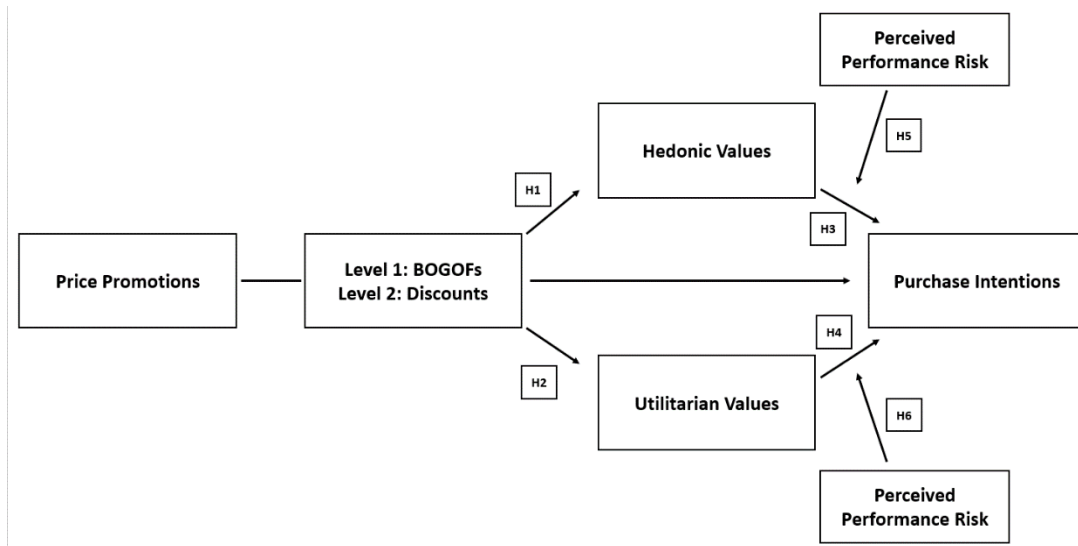 Perceived
Performance Risk
H5
Hedonic Values
H1
H3
Price Promotions
Level 1: BOGOFs
Level 2: Discounts
Purchase Intentions
H4
H2
Utilitarian Values
H6
Perceived
Performance Risk